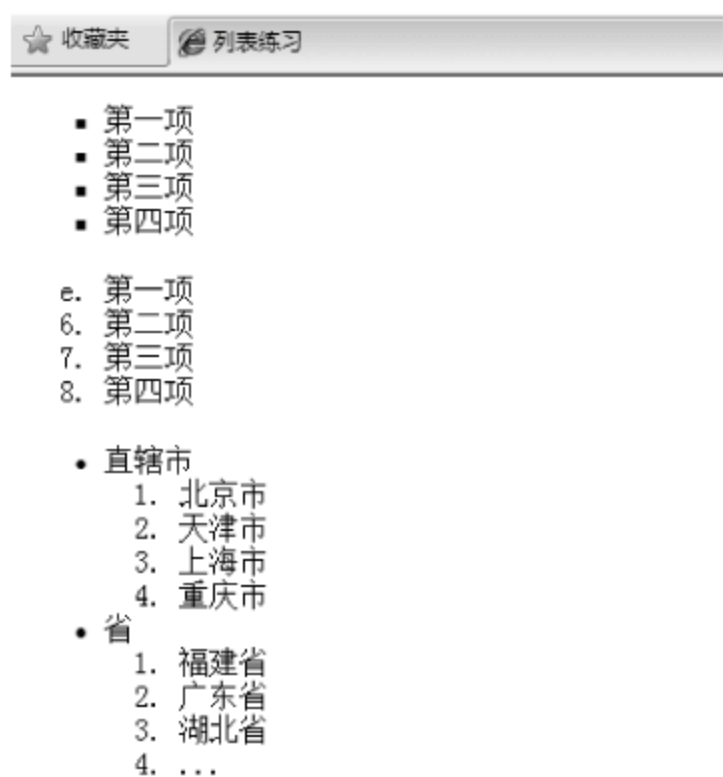 收藏夹 列表练习
▪ 第一项
▪ 第二项
▪ 第三项
▪ 第四项
e. 第一项
6. 第二项
7. 第三项
8. 第四项
• 直辖市
1. 北京市
2. 天津市
3. 上海市
4. 重庆市
• 省
1. 福建省
2. 广东省
3. 湖北省
4. ...